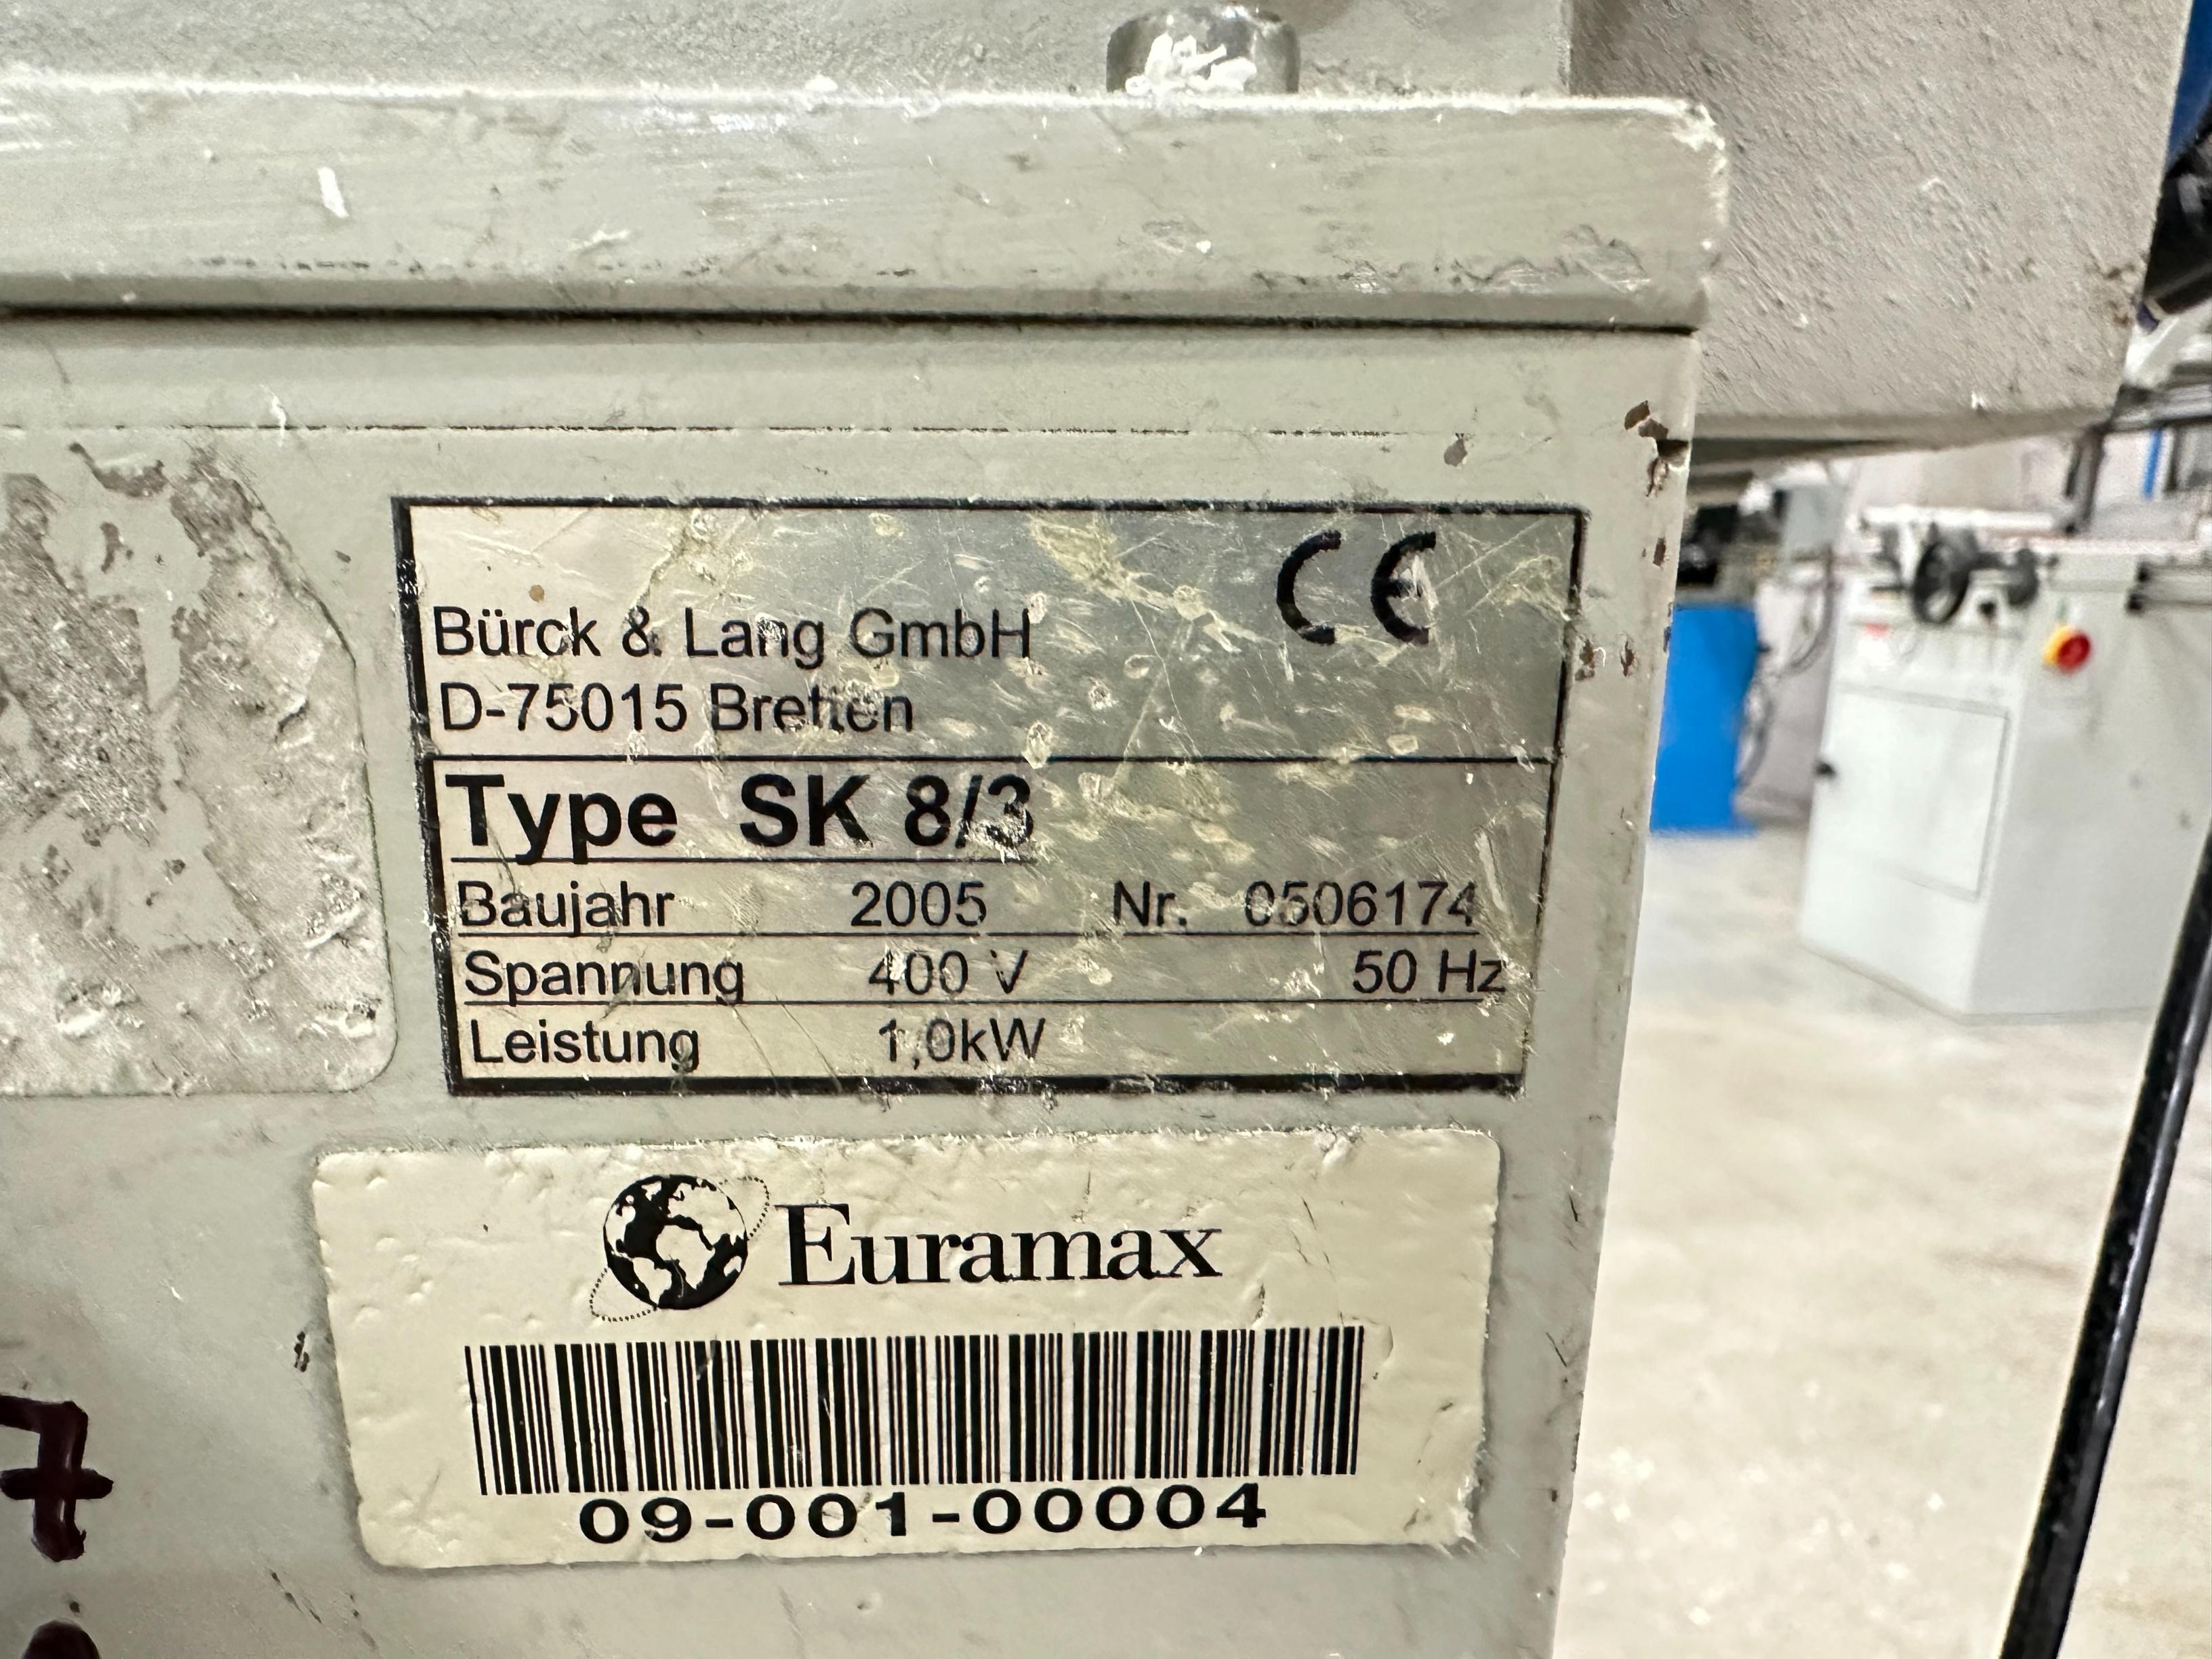 CE
Bürck & Lang GmbH
D-75015 Bretten
Type SK 8/3
Baujahr 2005 Nr. 0506174
Spannung 400 V 50 Hz
Leistung 1,0kW
Euramax
09-001-00004
7